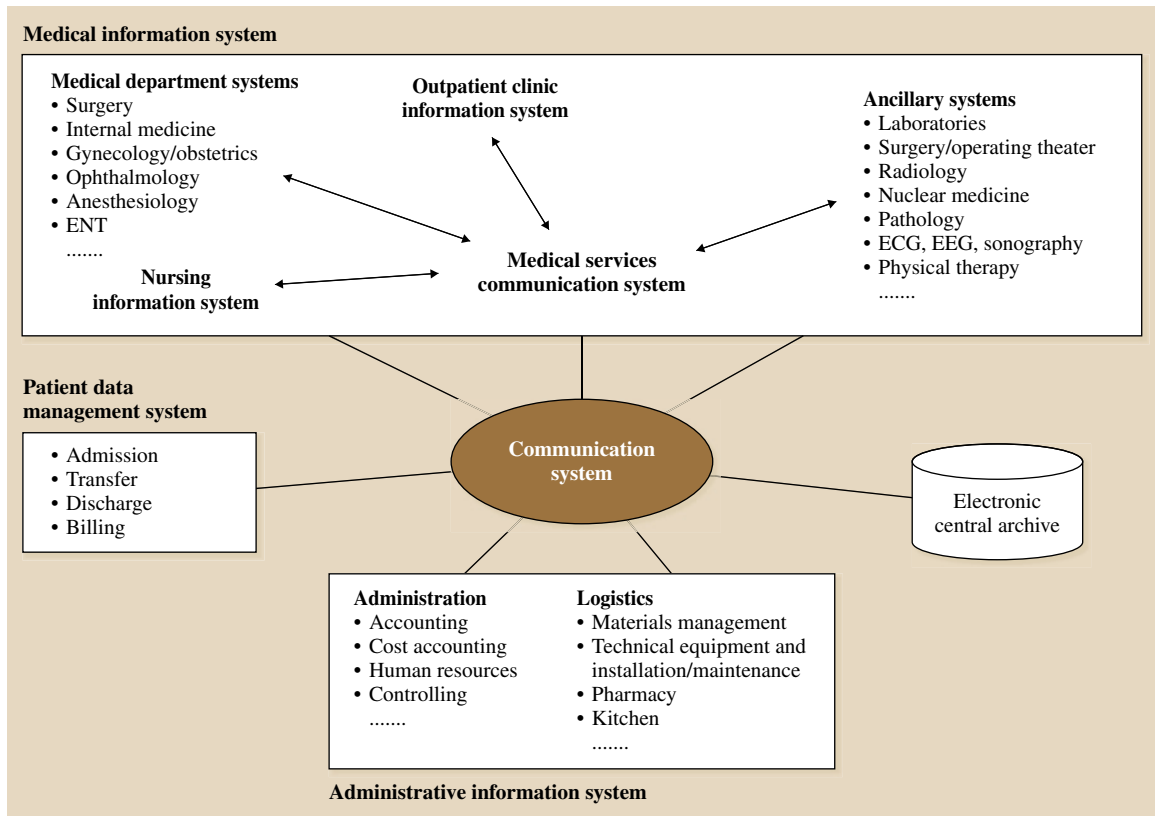 Medical information system
Medical department systems
• Surgery
• Internal medicine
• Gynecology/obstetrics
• Ophthalmology
• Anesthesiology
• ENT
.......
Nursing
information system
Outpatient clinic
information system
Medical services
communication system
Ancillary systems
• Laboratories
• Surgery/operating theater
• Radiology
• Nuclear medicine
• Pathology
• ECG, EEG, sonography
• Physical therapy
.......
Patient data
management system
• Admission
• Transfer
• Discharge
• Billing
Communication
system
Electronic
central archive
Administration
• Accounting
• Cost accounting
• Human resources
• Controlling
.......
Logistics
• Materials management
• Technical equipment and
installation/maintenance
• Pharmacy
• Kitchen
.......
Administrative information system